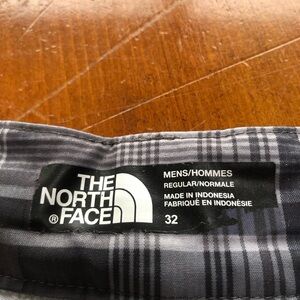 THE
NORTH
FACE
®
MENS/HOMMES
REGULAR/NORMALE
MADE IN INDONESIA
FABRIQUÉ EN INDONÉSIE
32